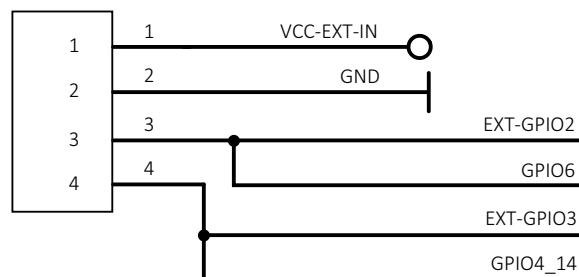 1 1 VCC-EXT-IN
2 2 GND
3 3 EXT-GPIO2
GPIO6
4 4
EXT-GPIO3
GPIO4_14